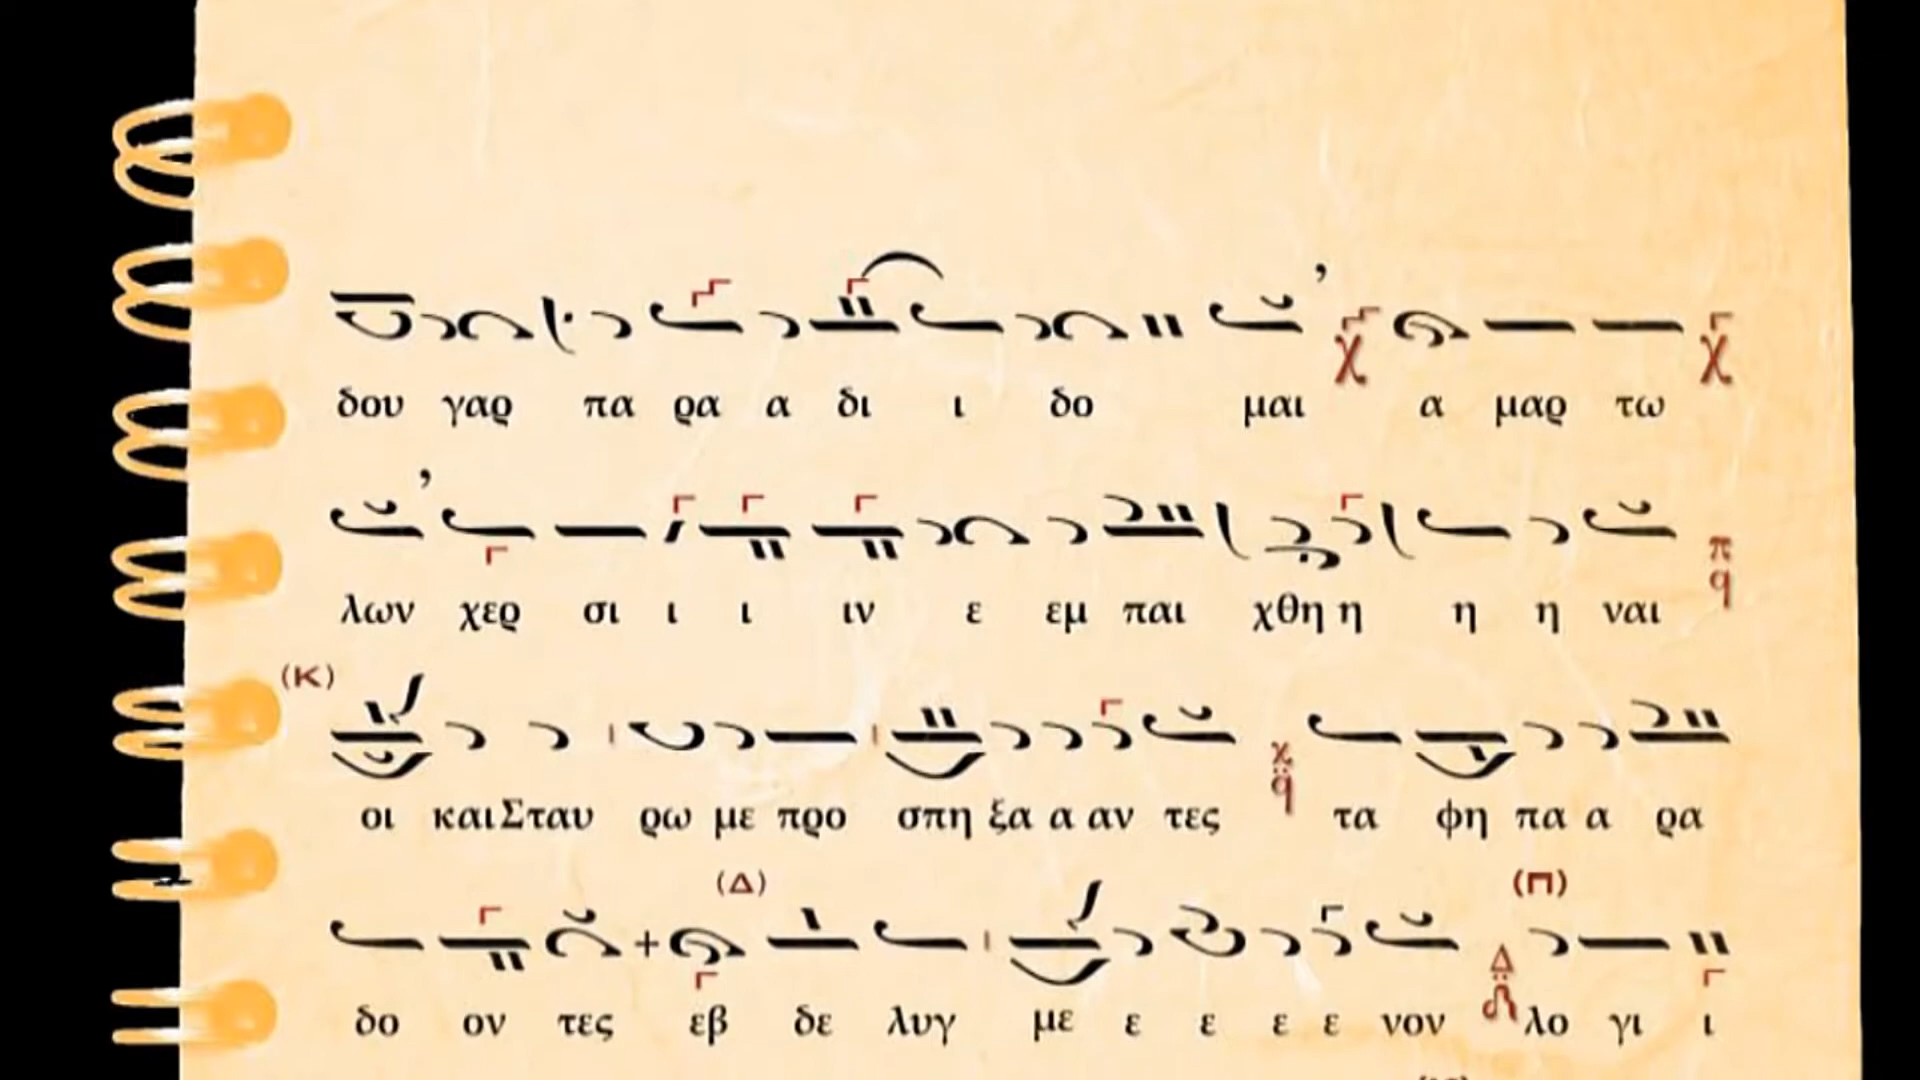 δου γαρ πα ρα α δι ι δο μαι α μαρ τω
λων χερ σι ι ι ιν ε εμ παι χθη η η η ναι
(Κ)
οι και Σταυ ρω με προ σπη ξα α αν τες τα φη πα α ρα
(Δ) (Π)
δο ον τες εβ δε λυγ με ε ε ε ε νον λο γι ι